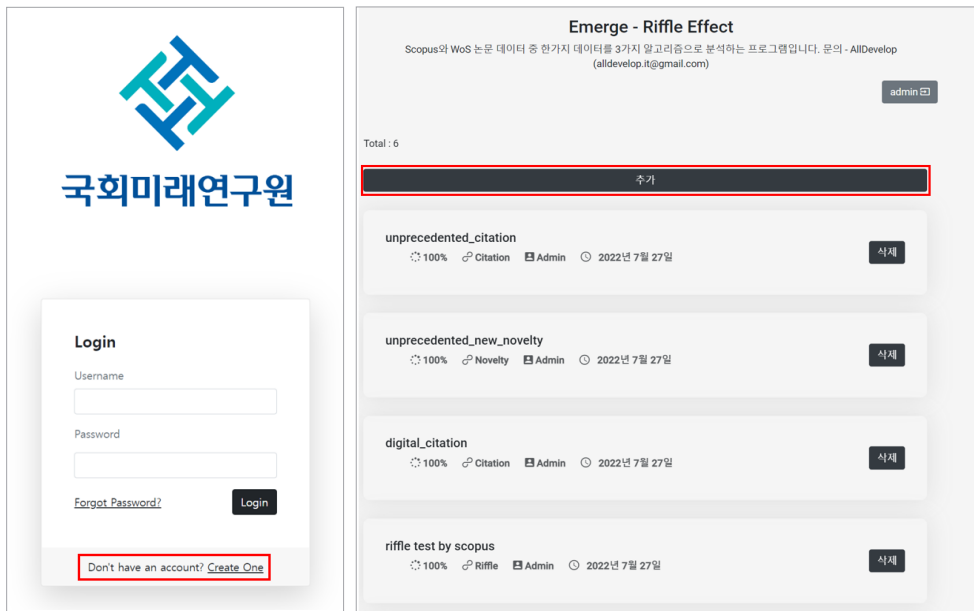 국회미래연구원
Login
Username
Password
Forgot Password?
Login
Don't have an account? Create One
Emerge - Riffle Effect
Scopus와 WoS 논문 데이터 중 한가지 데이터를 3가지 알고리즘으로 분석하는 프로그램입니다. 문의 - AllDevelop
(alldevelop.it@gmail.com)
admin
Total : 6
추가
unprecedented_citation
100% Citation Admin 2022년 7월 27일
삭제
unprecedented_new_novelty
100% Novelty Admin 2022년 7월 27일
삭제
digital_citation
100% Citation Admin 2022년 7월 27일
삭제
riffle test by scopus
100% Riffle Admin 2022년 7월 27일
삭제